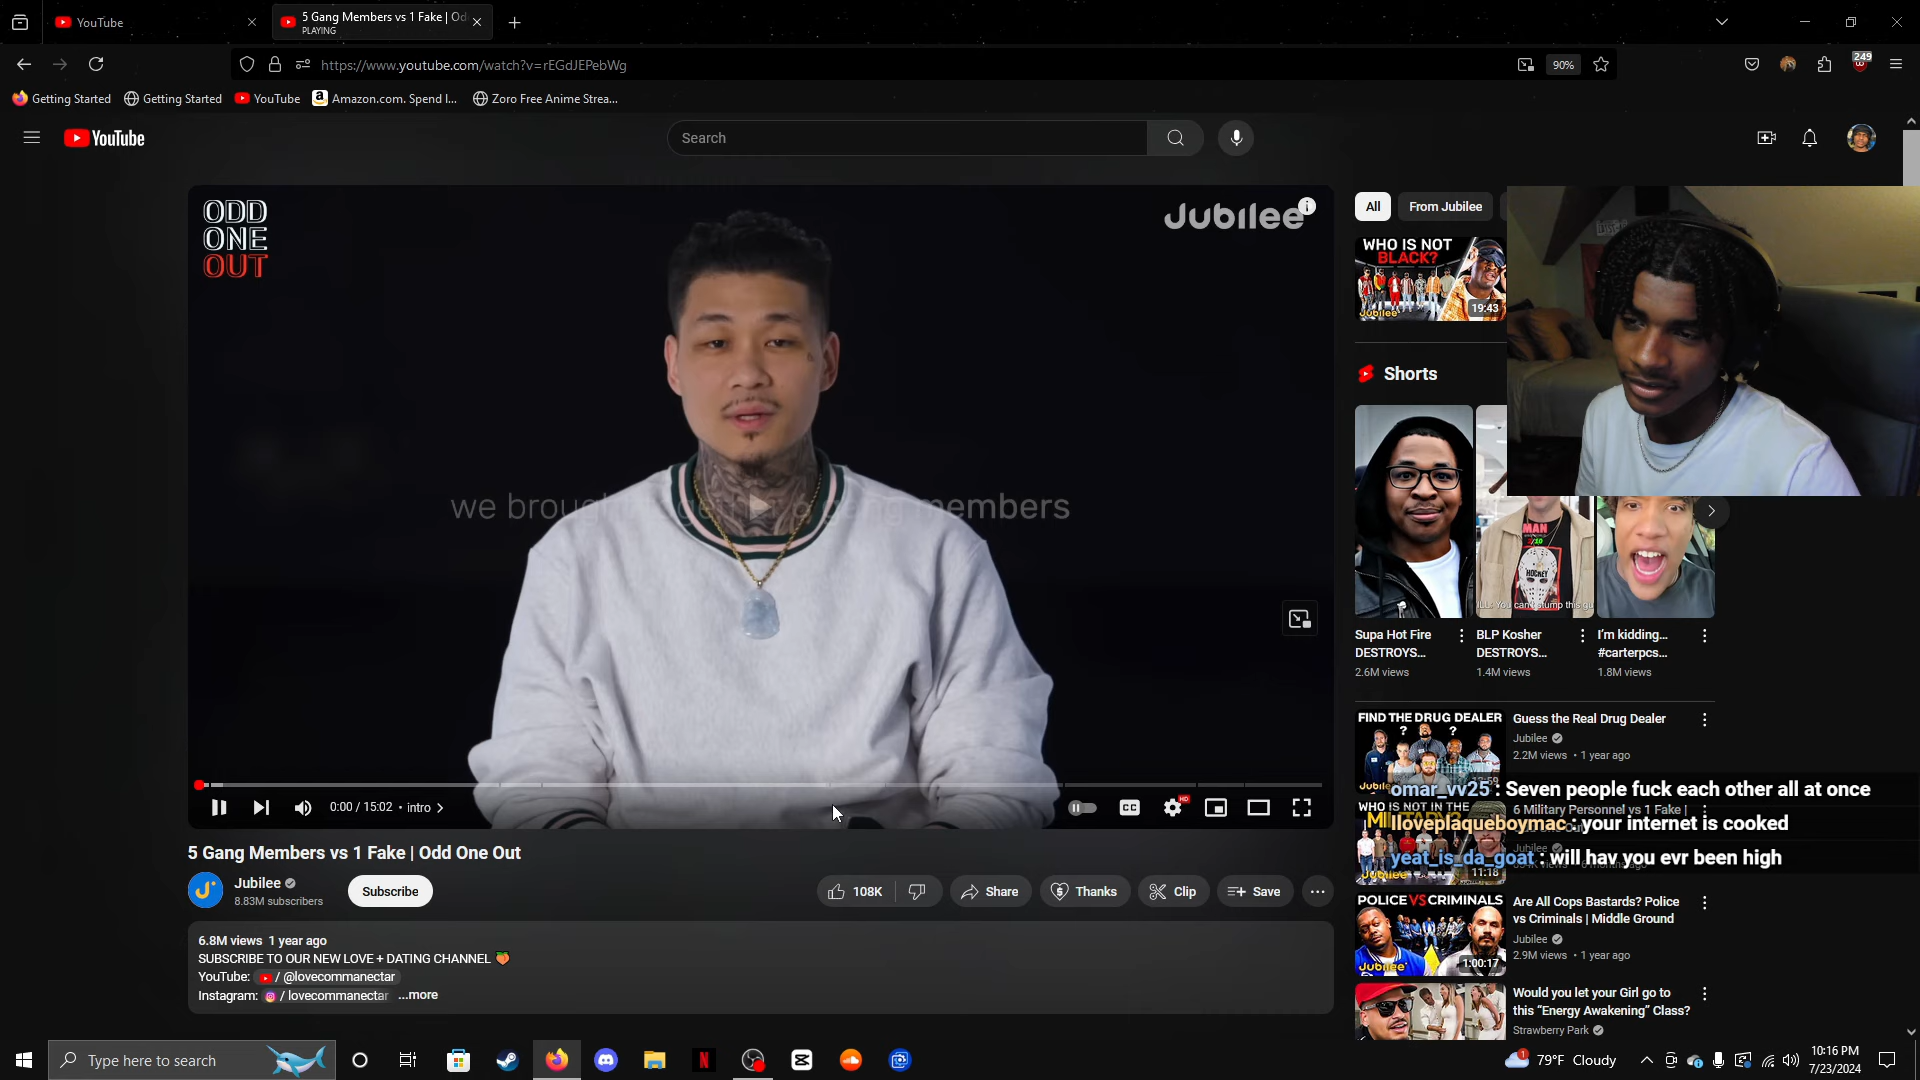 YouTube
5 Gang Members vs 1 Fake | Od
PLAYING
https://www.youtube.com/watch?v=rEGdJEPebWg
90%
249
Getting Started
Getting Started
YouTube
Amazon.com. Spend l...
Zoro Free Anime Strea...
YouTube
Search
ODD
ONE
OUT
Jubilee
we
members
0:00 / 15:02 • intro
HD
5 Gang Members vs 1 Fake | Odd One Out
Jubilee
8.83M subscribers
Subscribe
108K
Share
Thanks
Clip
Save
6.8M views 1 year ago
SUBSCRIBE TO OUR NEW LOVE + DATING CHANNEL 🍑
YouTube: / @lovecommanectar
Instagram: / lovecommanectar ...more
All
From Jubilee
WHO IS NOT
BLACK?
Jubilee
19:43
Shorts
MAN
HOCKEY
Supa Hot Fire
DESTROYS...
2.6M views
BLP Kosher
DESTROYS...
1.4M views
I'm kidding...
#carterpcs...
1.8M views
FIND THE DRUG DEALER
? ?
Guess the Real Drug Dealer
Jubilee
2.2M views • 1 year ago
omar_vv25 : Seven people fuck each other all at once
WHO IS NOT IN THE
6 Military Personnel vs 1 Fake |
Iloveplaqueboymac : your internet is cooked
Jubilee
yeat_is_da_goat : will hav you evr been high
11:18
POLICE VS CRIMINALS
Jubilee
1:00:17
Are All Cops Bastards? Police
vs Criminals | Middle Ground
Jubilee
2.9M views • 1 year ago
Would you let your Girl go to
this "Energy Awakening" Class?
Strawberry Park
Type here to search
1
79°F Cloudy
10:16 PM
7/23/2024